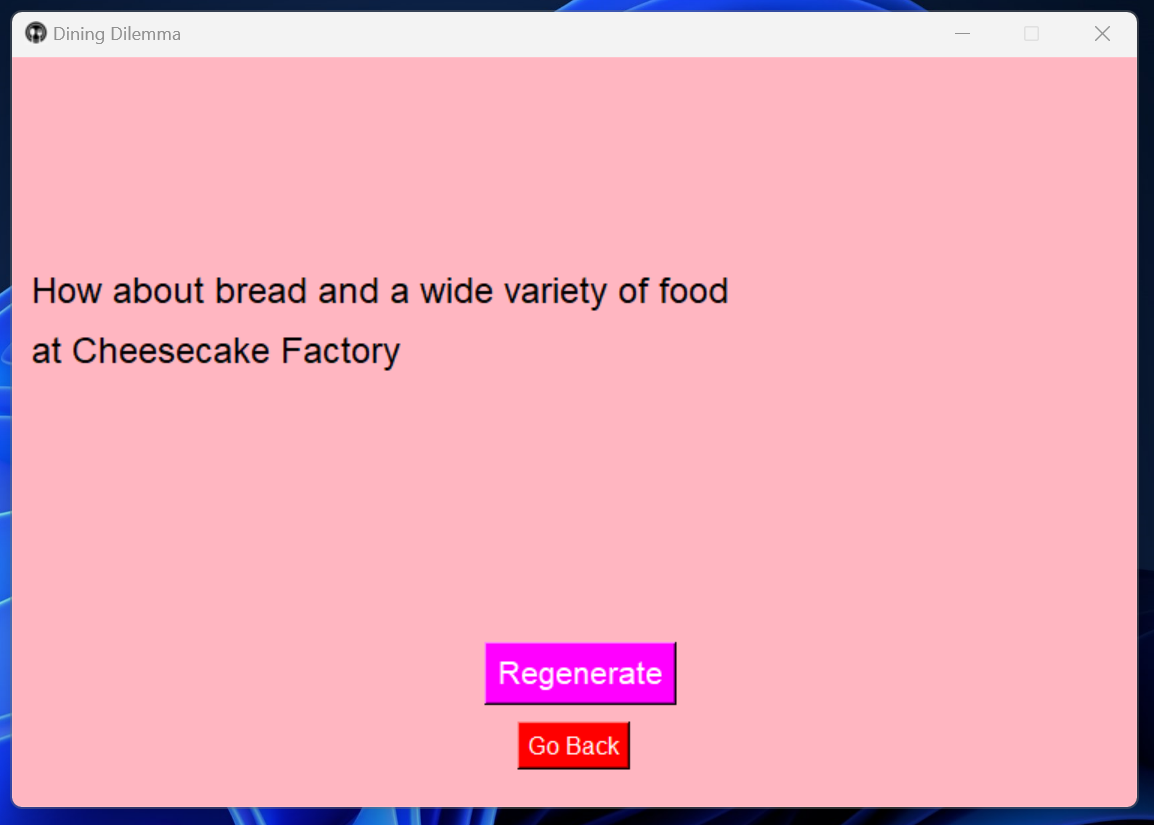 Dining Dilemma
How about bread and a wide variety of food
at Cheesecake Factory
Regenerate
Go Back